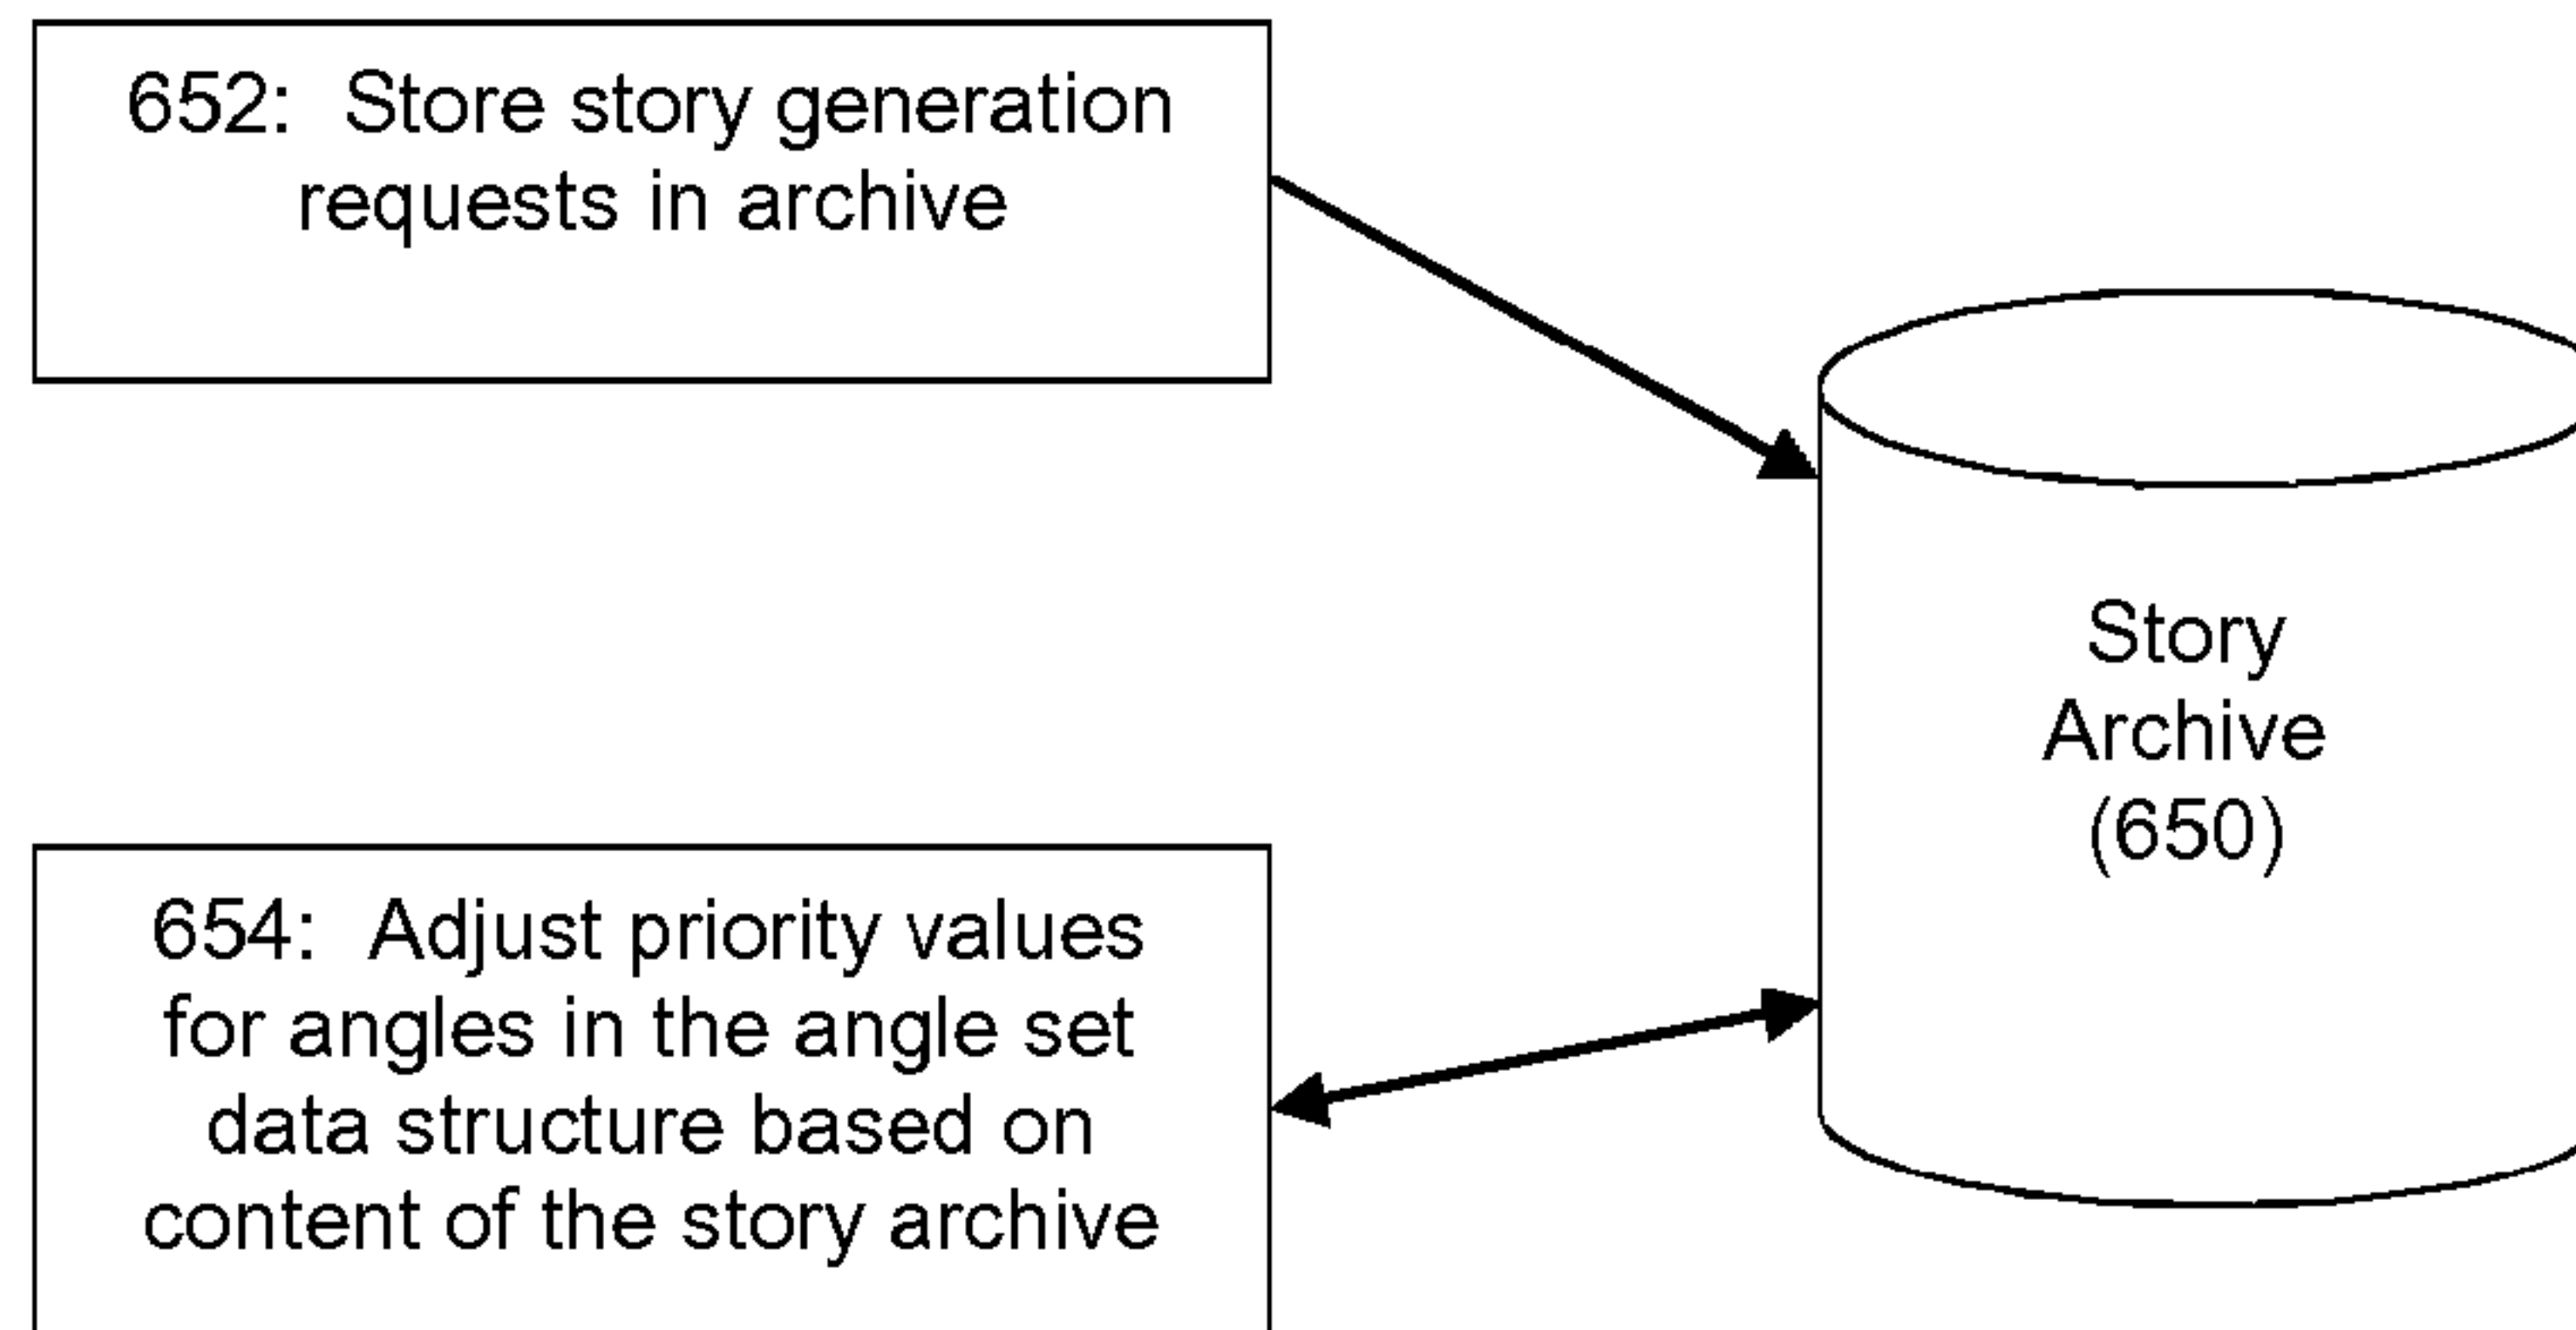 652: Store story generation
requests in archive
Story
Archive
(650)
654: Adjust priority values
for angles in the angle set
data structure based on
content of the story archive